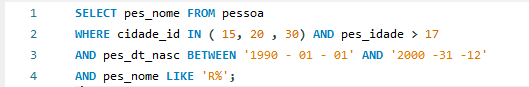 1 SELECT pes_nome FROM pessoa
2 WHERE cidade_id IN ( 15, 20 , 30) AND pes_idade > 17
3 AND pes_dt_nasc BETWEEN '1990 - 01 - 01' AND '2000 -31 -12'
4 AND pes_nome LIKE 'R%';